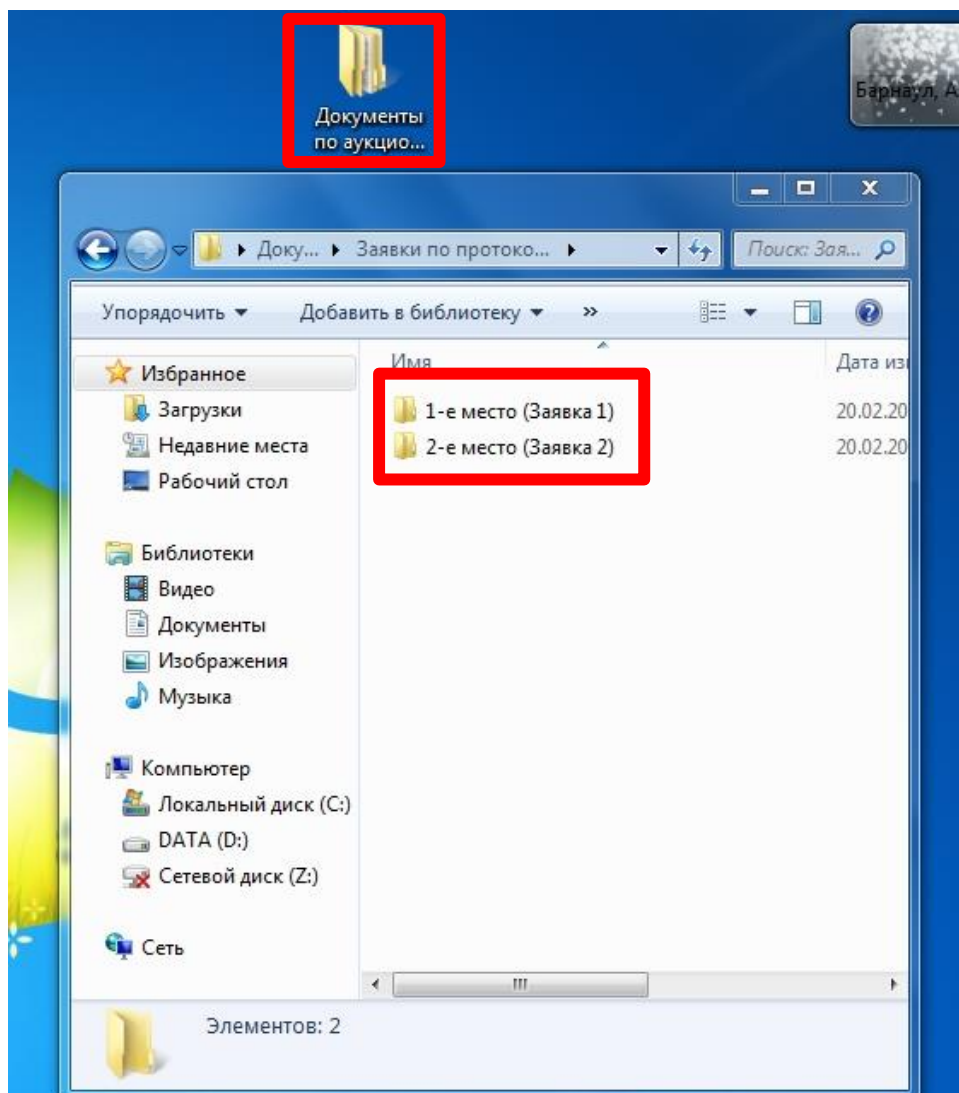 Документы
по аукцио...
Барнаул, А
Доку... Заявки по протоко...
Поиск: Зая...
Упорядочить Добавить в библиотеку »
Имя Дата изм
Избранное
Загрузки
Недавние места
Рабочий стол
1-е место (Заявка 1) 20.02.20
2-е место (Заявка 2) 20.02.20
Библиотеки
Видео
Документы
Изображения
Музыка
Компьютер
Локальный диск (C:)
DATA (D:)
Сетевой диск (Z:)
Сеть
Элементов: 2